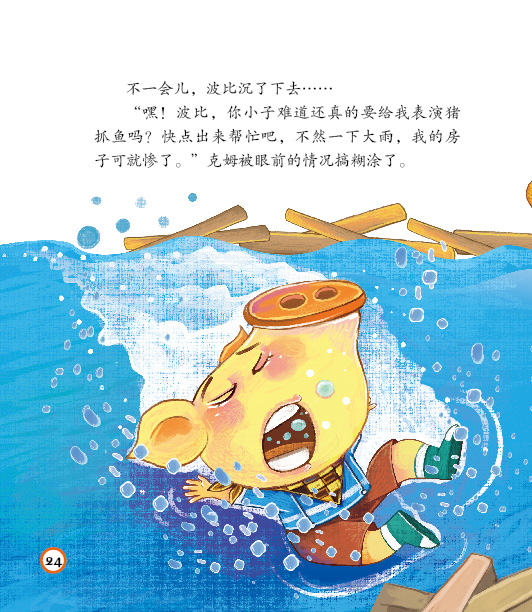 不一会儿，波比沉了下去……
“嘿！波比，你小子难道还真的要给我表演猪
抓鱼吗？快点出来帮忙吧，不然一下大雨，我的房
子可就惨了。”克姆被眼前的情况搞糊涂了。
24